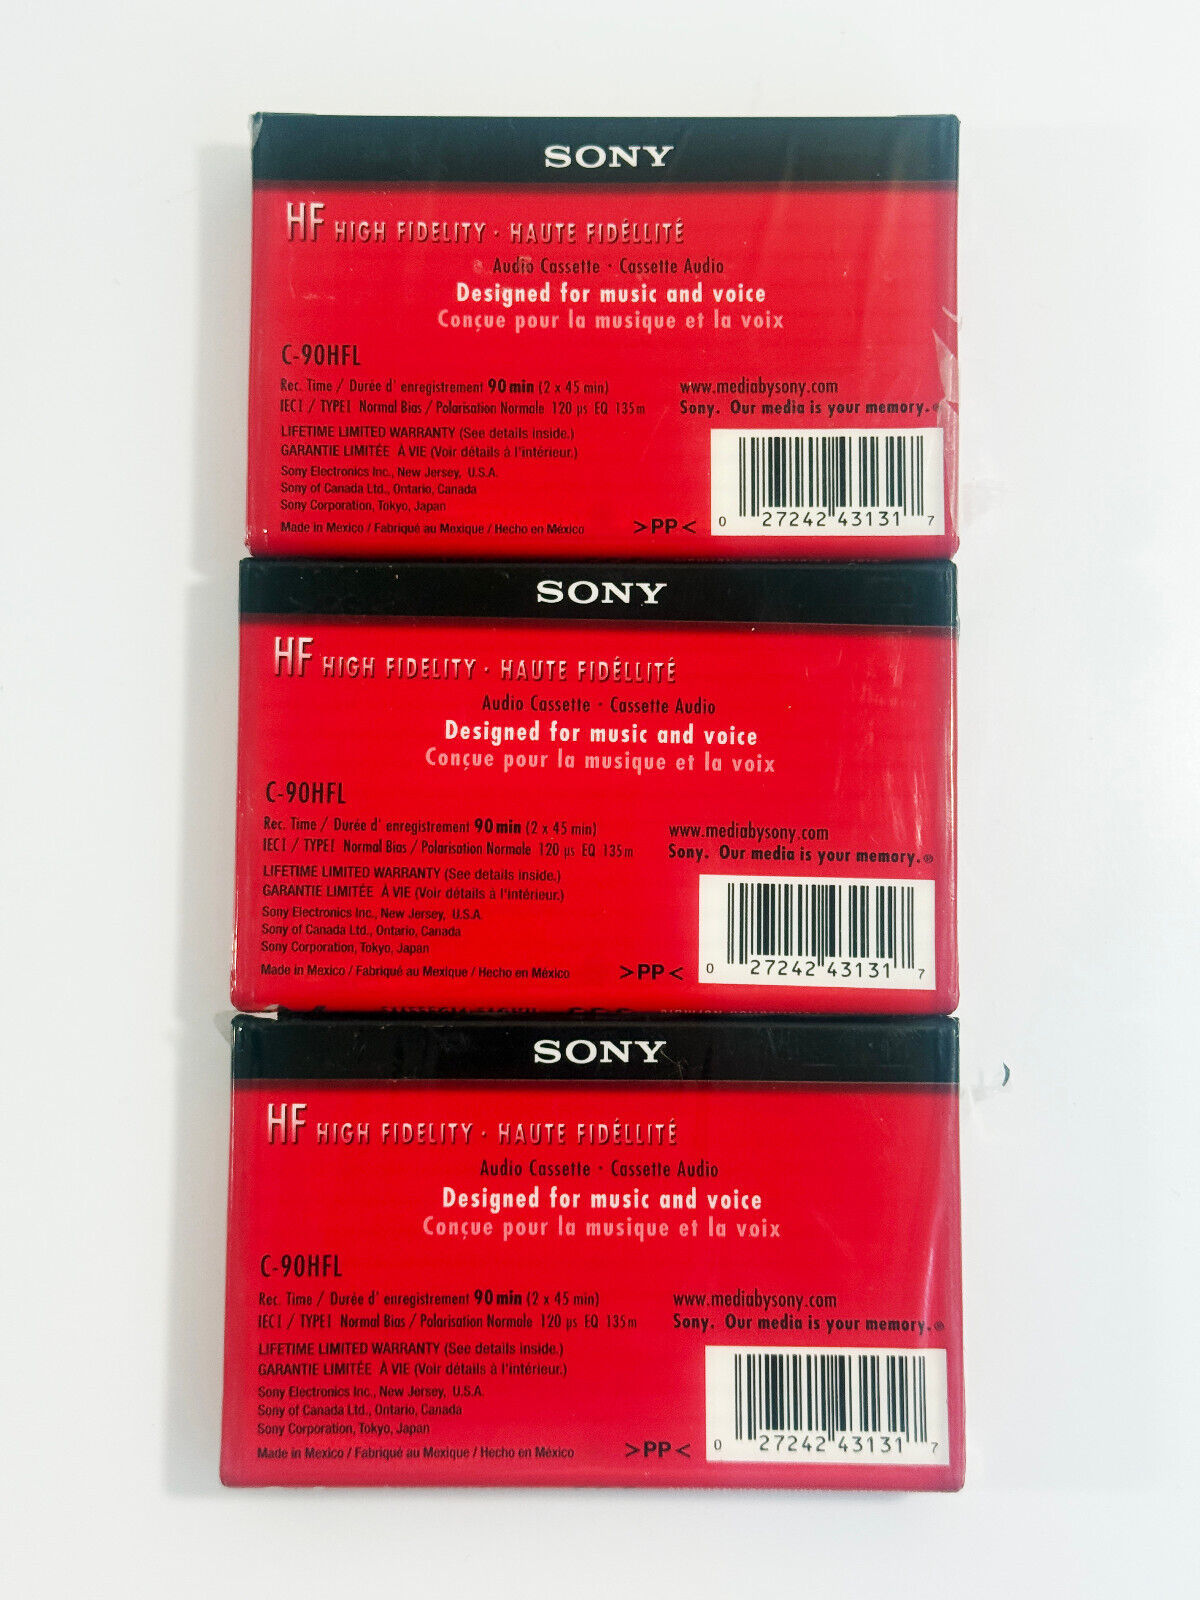 SONY
HF HIGH FIDELITY · HAUTE FIDÉLLITÉ
Audio Cassette · Cassette Audio
Designed for music and voice
Conçue pour la musique et la voix
C-90HFL
Rec. Time / Durée d' enregistrement 90 min (2 x 45 min)
IEC I / TYPE I Normal Bias / Polarisation Normale 120 µs EQ 135m
www.mediabysony.com
Sony. Our media is your memory.®
LIFETIME LIMITED WARRANTY (See details inside.)
GARANTIE LIMITÉE À VIE (Voir détails à l'intérieur.)
Sony Electronics Inc., New Jersey, U.S.A.
Sony of Canada Ltd., Ontario, Canada
Sony Corporation, Tokyo, Japan
Made in Mexico / Fabriqué au Mexique / Hecho en México
>PP<
0 27242 43131 7
SONY
HF HIGH FIDELITY · HAUTE FIDÉLLITÉ
Audio Cassette · Cassette Audio
Designed for music and voice
Conçue pour la musique et la voix
C-90HFL
Rec. Time / Durée d' enregistrement 90 min (2 x 45 min)
IEC I / TYPE I Normal Bias / Polarisation Normale 120 µs EQ 135m
www.mediabysony.com
Sony. Our media is your memory.®
LIFETIME LIMITED WARRANTY (See details inside.)
GARANTIE LIMITÉE À VIE (Voir détails à l'intérieur.)
Sony Electronics Inc., New Jersey, U.S.A.
Sony of Canada Ltd., Ontario, Canada
Sony Corporation, Tokyo, Japan
Made in Mexico / Fabriqué au Mexique / Hecho en México
>PP<
0 27242 43131 7
SONY
HF HIGH FIDELITY · HAUTE FIDÉLLITÉ
Audio Cassette · Cassette Audio
Designed for music and voice
Conçue pour la musique et la voix
C-90HFL
Rec. Time / Durée d' enregistrement 90 min (2 x 45 min)
IEC I / TYPE I Normal Bias / Polarisation Normale 120 µs EQ 135m
www.mediabysony.com
Sony. Our media is your memory.®
LIFETIME LIMITED WARRANTY (See details inside.)
GARANTIE LIMITÉE À VIE (Voir détails à l'intérieur.)
Sony Electronics Inc., New Jersey, U.S.A.
Sony of Canada Ltd., Ontario, Canada
Sony Corporation, Tokyo, Japan
Made in Mexico / Fabriqué au Mexique / Hecho en México
>PP<
0 27242 43131 7